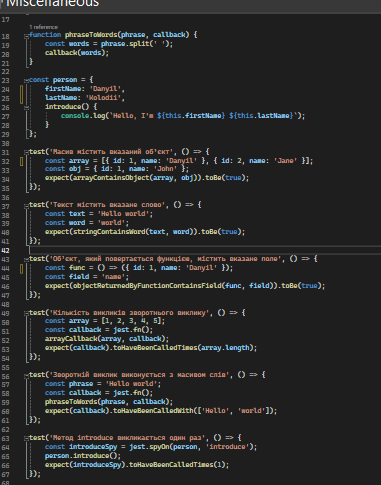 Miscellaneous
17
1 reference
18 function phraseToWords(phrase, callback) {
19 const words = phrase.split(' ');
20 callback(words);
21 }
22
23 const person = {
24 firstName: 'Danyil',
25 lastName: 'Kolodii',
26 introduce() {
27 console.log(`Hello, I'm ${this.firstName} ${this.lastName}`);
28 }
29 };
30
31 test('Масив містить вказаний об'єкт', () => {
32 const array = [{ id: 1, name: 'Danyil' }, { id: 2, name: 'Jane' }];
33 const obj = { id: 1, name: 'John' };
34 expect(arrayContainsObject(array, obj)).toBe(true);
35 });
36
37 test('Текст містить вказане слово', () => {
38 const text = 'Hello world';
39 const word = 'world';
40 expect(stringContainsWord(text, word)).toBe(true);
41 });
42
43 test('Об'єкт, який повертається функцією, містить вказане поле', () => {
44 const func = () => ({ id: 1, name: 'Danyil' });
45 const field = 'name';
46 expect(objectReturnedByFunctionContainsField(func, field)).toBe(true);
47 });
48
49 test('Кількість викликів зворотнього виклику', () => {
50 const array = [1, 2, 3, 4, 5];
51 const callback = jest.fn();
52 arrayCallback(array, callback);
53 expect(callback).toHaveBeenCalledTimes(array.length);
54 });
55
56 test('Зворотній виклик виконується з масивом слів', () => {
57 const phrase = 'Hello world';
58 const callback = jest.fn();
59 phraseToWords(phrase, callback);
60 expect(callback).toHaveBeenCalledWith(['Hello', 'world']);
61 });
62
63 test('Метод introduce викликається один раз', () => {
64 const introduceSpy = jest.spyOn(person, 'introduce');
65 person.introduce();
66 expect(introduceSpy).toHaveBeenCalledTimes(1);
67 });
68